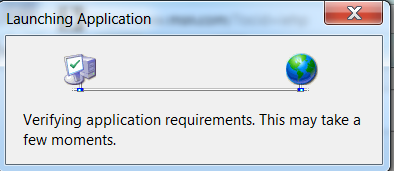 Launching Application
Verifying application requirements. This may take a
few moments.